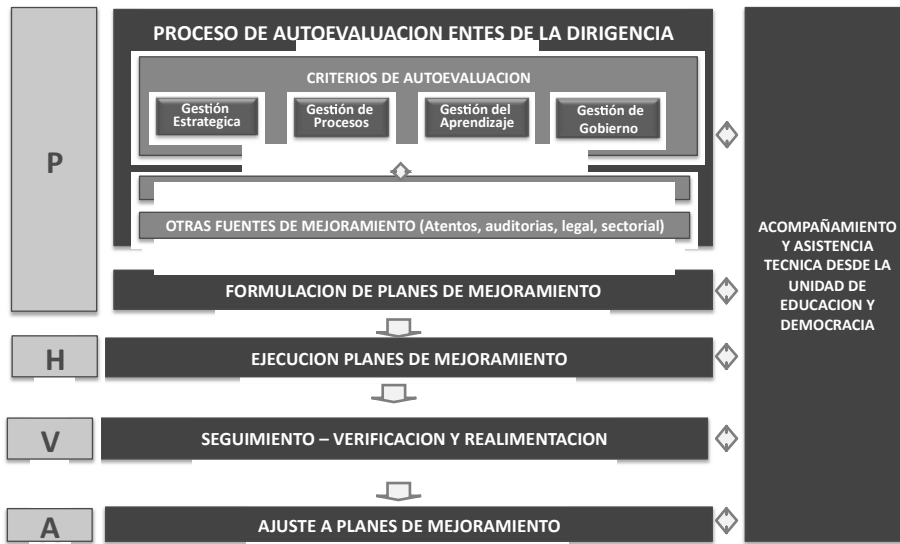 P
PROCESO DE AUTOEVALUACION ENTES DE LA DIRIGENCIA
CRITERIOS DE AUTOEVALUACION
Gestión
Estrategica
Gestión de
Procesos
Gestión del
Aprendizaje
Gestión de
Gobierno
OTRAS FUENTES DE MEJORAMIENTO (Atentos, auditorias, legal, sectorial)
FORMULACION DE PLANES DE MEJORAMIENTO
H
EJECUCION PLANES DE MEJORAMIENTO
V
SEGUIMIENTO – VERIFICACION Y REALIMENTACION
A
AJUSTE A PLANES DE MEJORAMIENTO
ACOMPAÑAMIENTO
Y ASISTENCIA
TECNICA DESDE LA
UNIDAD DE
EDUCACION Y
DEMOCRACIA